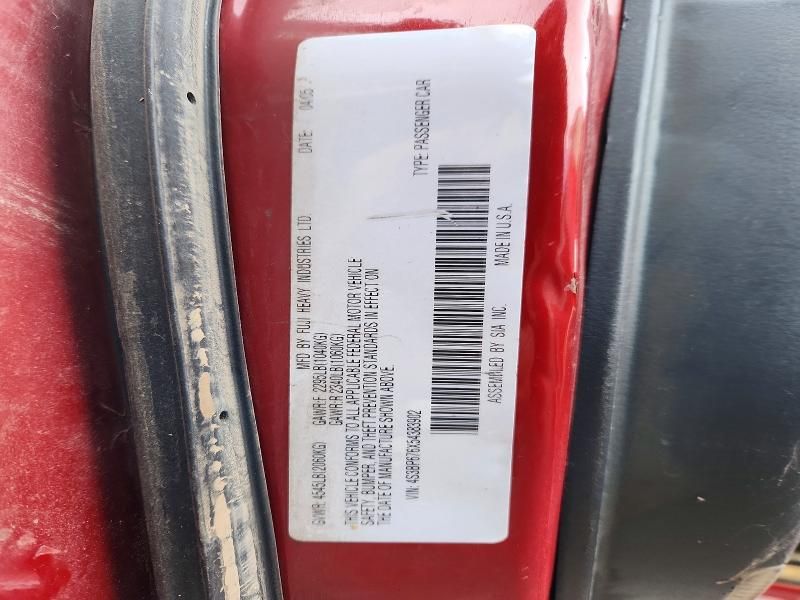 MFD BY FUJI HEAVY INDUSTRIES LTD. DATE: 04/05
GVWR: 4545LB(2060KG) GAWR:F 2295LB(1040KG)
GAWR:R 2340LB(1060KG)
THIS VEHICLE CONFORMS TO ALL APPLICABLE FEDERAL MOTOR VEHICLE
SAFETY, BUMPER, AND THEFT PREVENTION STANDARDS IN EFFECT ON
THE DATE OF MANUFACTURE SHOWN ABOVE.
VIN: 4S3BP676X54383902 TYPE: PASSENGER CAR
ASSEMBLED BY SIA INC. MADE IN U.S.A.